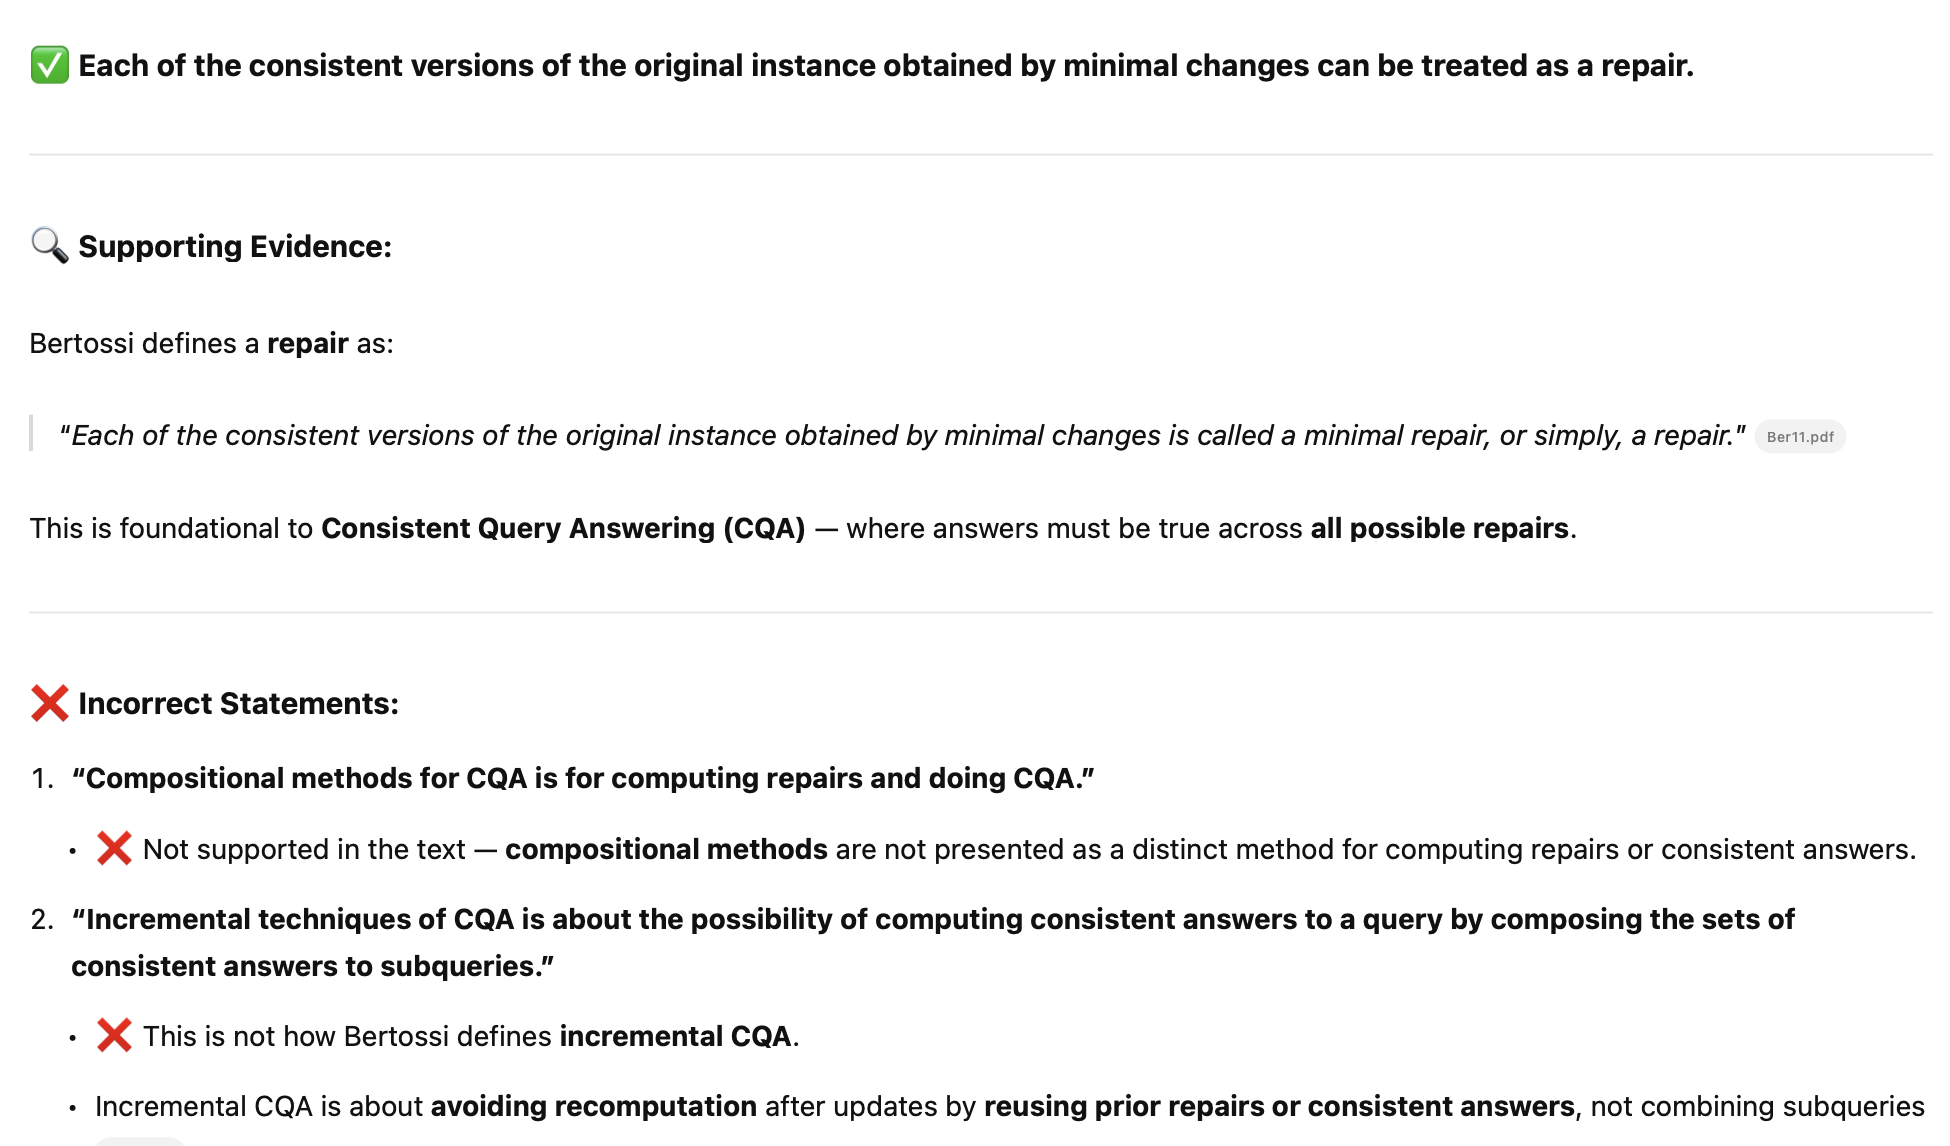 ✅ Each of the consistent versions of the original instance obtained by minimal changes can be treated as a repair.
🔍 Supporting Evidence:
Bertossi defines a repair as:
“Each of the consistent versions of the original instance obtained by minimal changes is called a minimal repair, or simply, a repair.” Ber11.pdf
This is foundational to Consistent Query Answering (CQA) — where answers must be true across all possible repairs.
❌ Incorrect Statements:
1. “Compositional methods for CQA is for computing repairs and doing CQA.”
• ❌ Not supported in the text — compositional methods are not presented as a distinct method for computing repairs or consistent answers.
2. “Incremental techniques of CQA is about the possibility of computing consistent answers to a query by composing the sets of
consistent answers to subqueries.”
• ❌ This is not how Bertossi defines incremental CQA.
• Incremental CQA is about avoiding recomputation after updates by reusing prior repairs or consistent answers, not combining subqueries